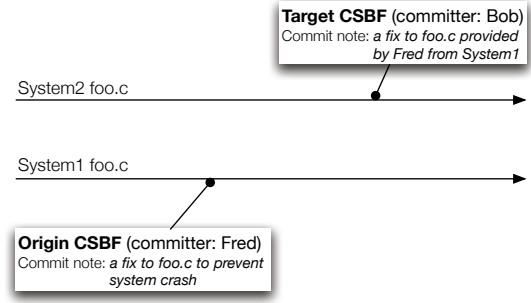 Target CSBF (committer: Bob)
Commit note: a fix to foo.c provided
by Fred from System1
System2 foo.c
System1 foo.c
Origin CSBF (committer: Fred)
Commit note: a fix to foo.c to prevent
system crash